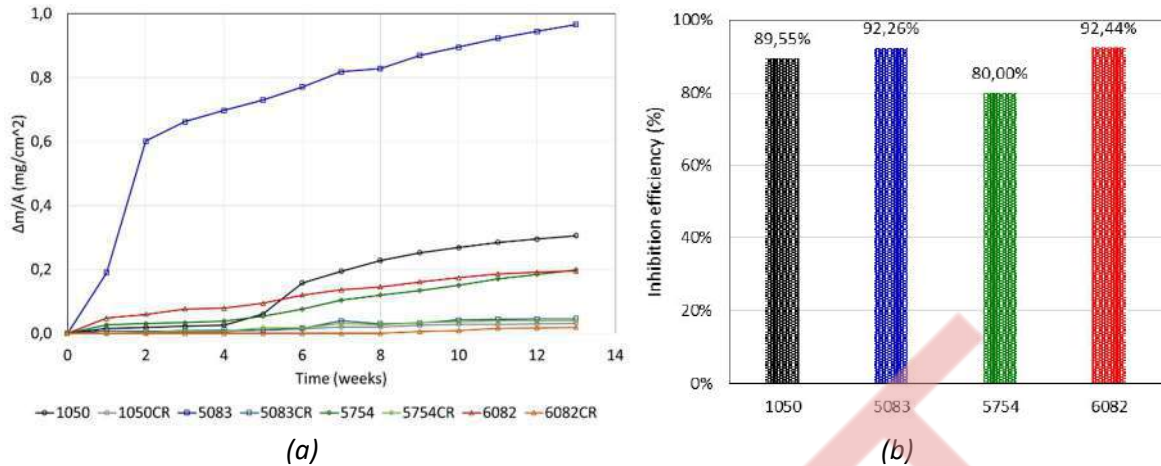 1,0
0,8
0,6
0,4
0,2
0,0
Δm/A (mg/cm^2)
0 2 4 6 8 10 12 14
Time (weeks)
1050 1050CR 5083 5083CR 5754 5754CR 6082 6082CR
(a)
100%
80%
60%
40%
20%
0%
Inhibition efficiency (%)
89,55% 92,26% 80,00% 92,44%
1050 5083 5754 6082
(b)